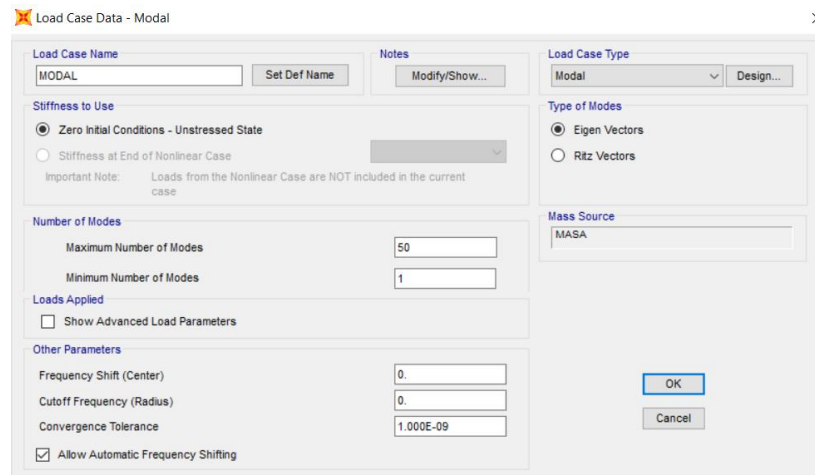 Load Case Data - Modal
Load Case Name
MODAL
Set Def Name
Notes
Modify/Show...
Load Case Type
Modal
Design...
Stiffness to Use
Zero Initial Conditions - Unstressed State
Stiffness at End of Nonlinear Case
Important Note: Loads from the Nonlinear Case are NOT included in the current
case
Type of Modes
Eigen Vectors
Ritz Vectors
Number of Modes
Maximum Number of Modes 50
Minimum Number of Modes 1
Mass Source
MASA
Loads Applied
Show Advanced Load Parameters
Other Parameters
Frequency Shift (Center) 0.
Cutoff Frequency (Radius) 0.
Convergence Tolerance 1.000E-09
Allow Automatic Frequency Shifting
OK
Cancel